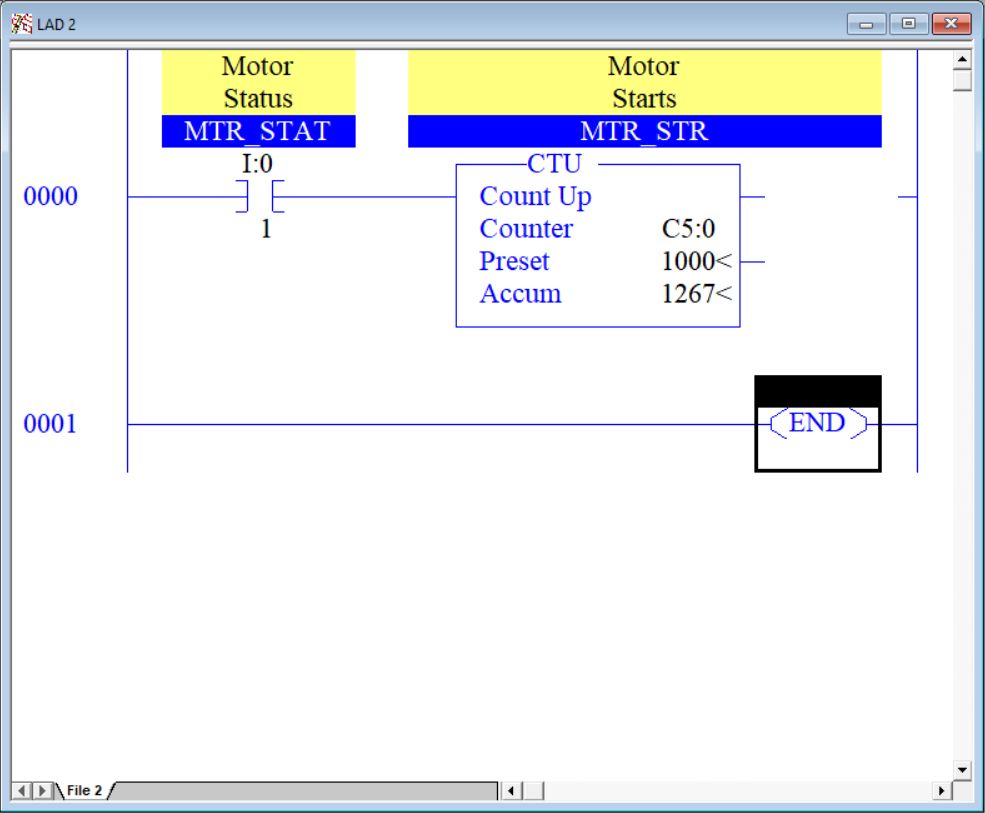 LAD 2
Motor
Status
MTR_STAT
Motor
Starts
MTR_STR
0000
I:0
1
CTU
Count Up
Counter C5:0
Preset 1000<
Accum 1267<
0001
END
File 2